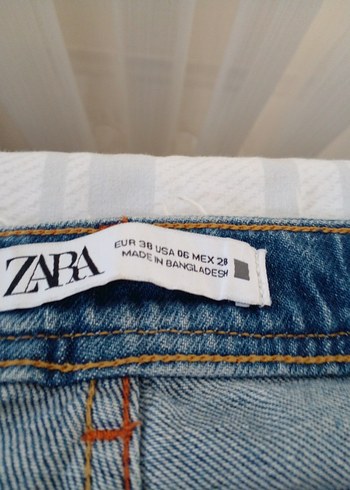 ZARA
EUR 38 USA 06 MEX 28
MADE IN BANGLADESH